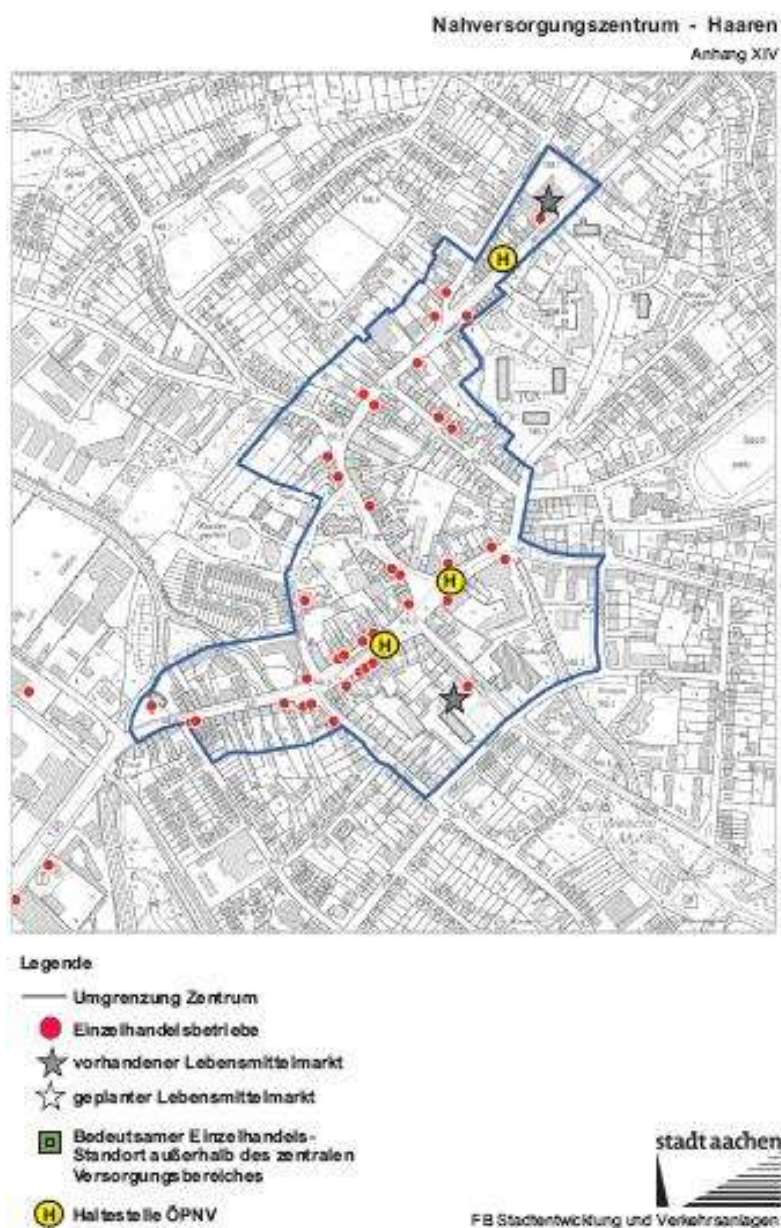 Nahversorgungszentrum - Haaren
Anhang XIV
H
H
H
Legende
Umgrenzung Zentrum
Einzelhandelsbetriebe
vorhandener Lebensmittelmarkt
geplanter Lebensmittelmarkt
Bedeutsamer Einzelhandels-
Standort außerhalb des zentralen
Versorgungsbereiches
H Haltestelle ÖPNV
stadt aachen
FB Stadtentwicklung und Verkehrsanlagen